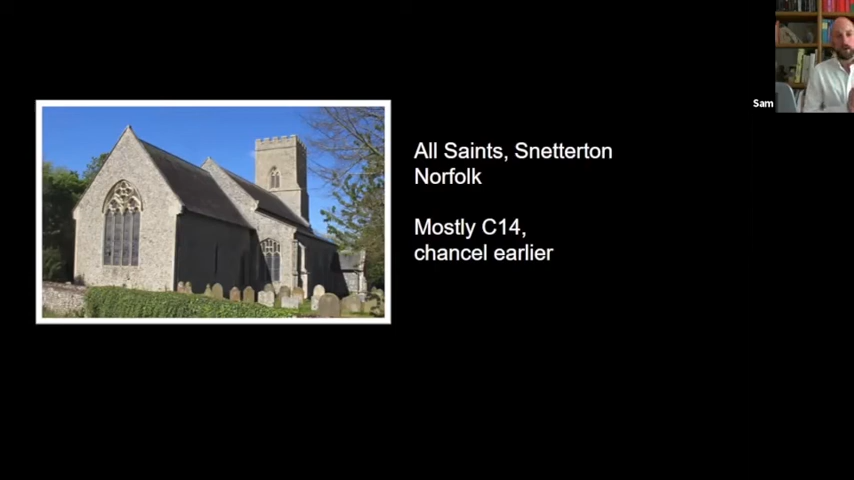 All Saints, Snetterton
Norfolk
Mostly C14,
chancel earlier
Sam